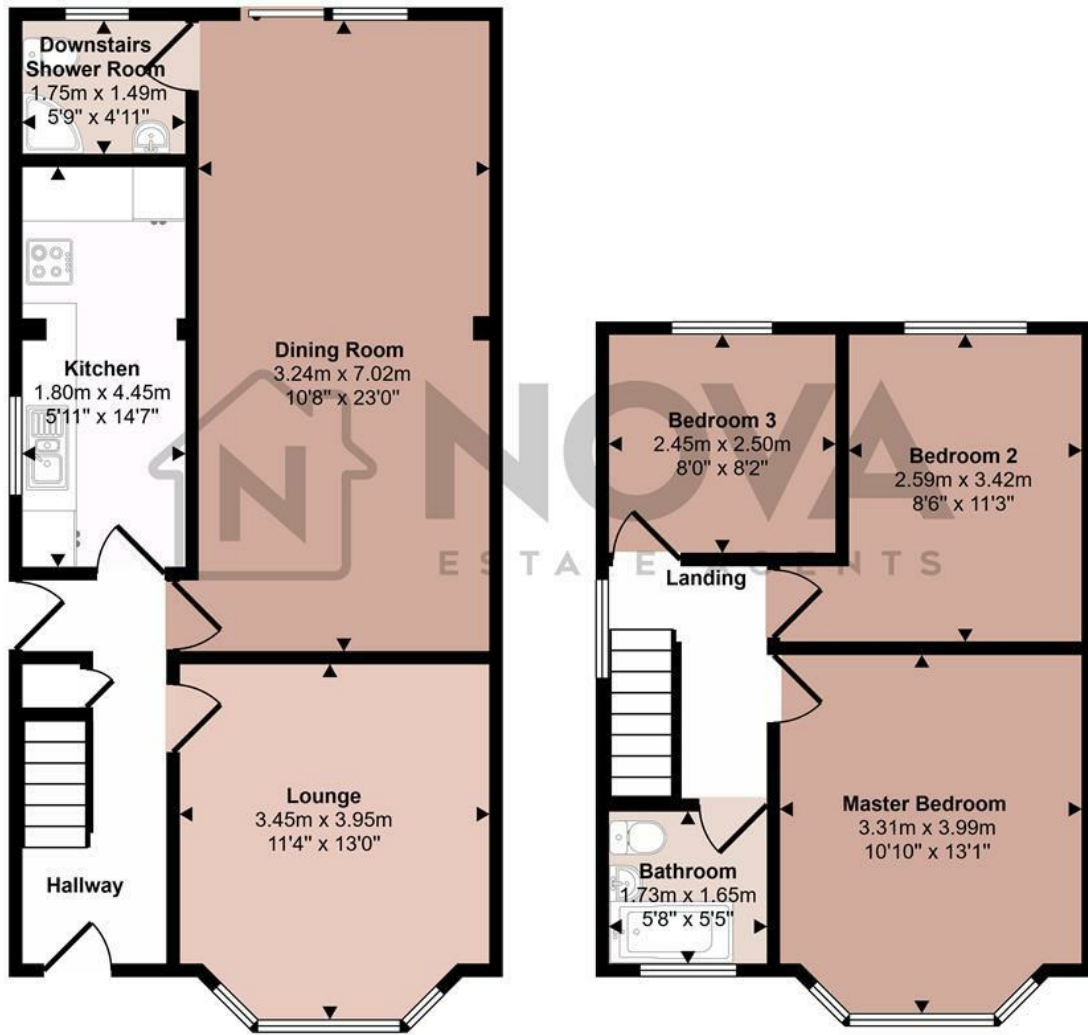 Downstairs
Shower Room
1.75m x 1.49m
5'9" x 4'11"
Kitchen
1.80m x 4.45m
5'11" x 14'7"
Dining Room
3.24m x 7.02m
10'8" x 23'0"
Lounge
3.45m x 3.95m
11'4" x 13'0"
Hallway
Bedroom 3
2.45m x 2.50m
8'0" x 8'2"
Bedroom 2
2.59m x 3.42m
8'6" x 11'3"
Landing
Master Bedroom
3.31m x 3.99m
10'10" x 13'1"
Bathroom
1.73m x 1.65m
5'8" x 5'5"
N NOVA
ESTATE AGENTS